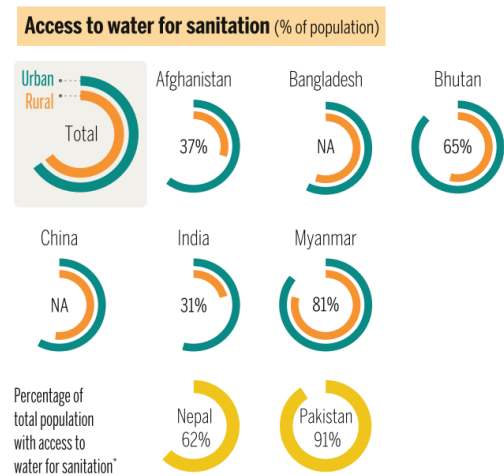 Access to water for sanitation (% of population)
Urban
Rural
Total
Afghanistan
37%
Bangladesh
NA
Bhutan
65%
China
NA
India
31%
Myanmar
81%
Percentage of
total population
with access to
water for sanitation*
Nepal
62%
Pakistan
91%